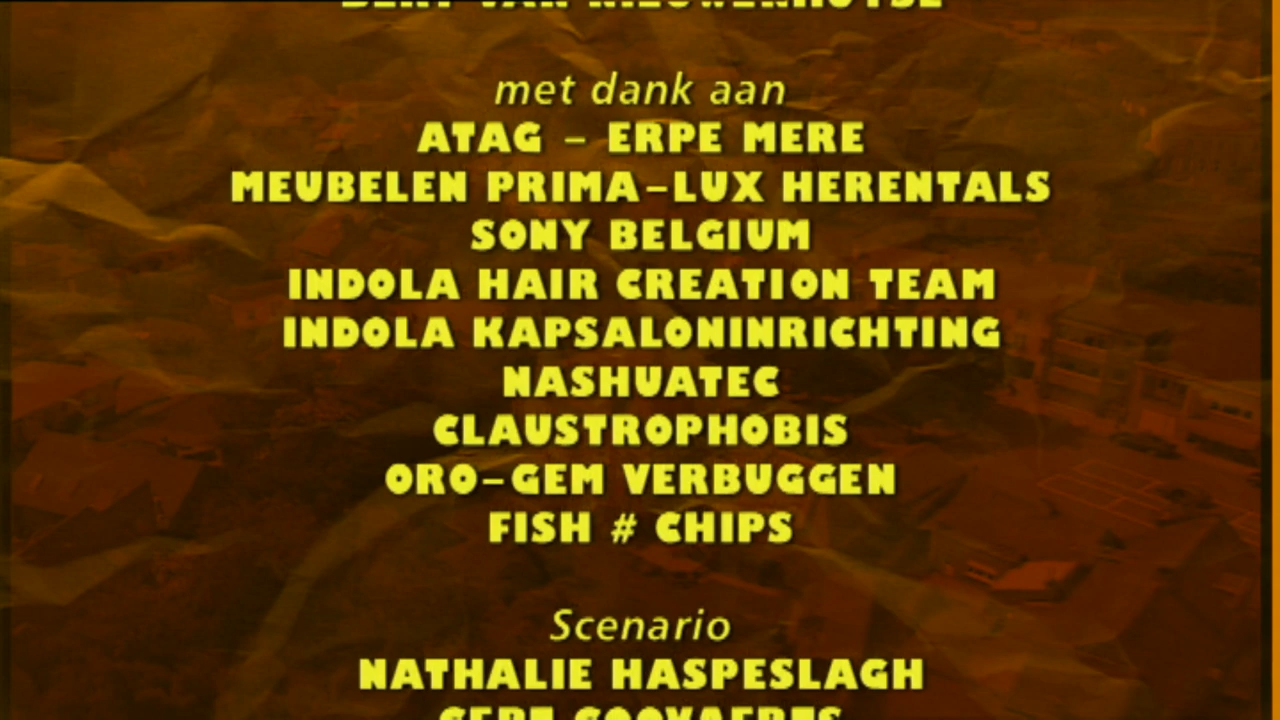 met dank aan
ATAG – ERPE MERE
MEUBELEN PRIMA–LUX HERENTALS
SONY BELGIUM
INDOLA HAIR CREATION TEAM
INDOLA KAPSALONINRICHTING
NASHUATEC
CLAUSTROPHOBIS
ORO–GEM VERBUGGEN
FISH # CHIPS
Scenario
NATHALIE HASPESLAGH